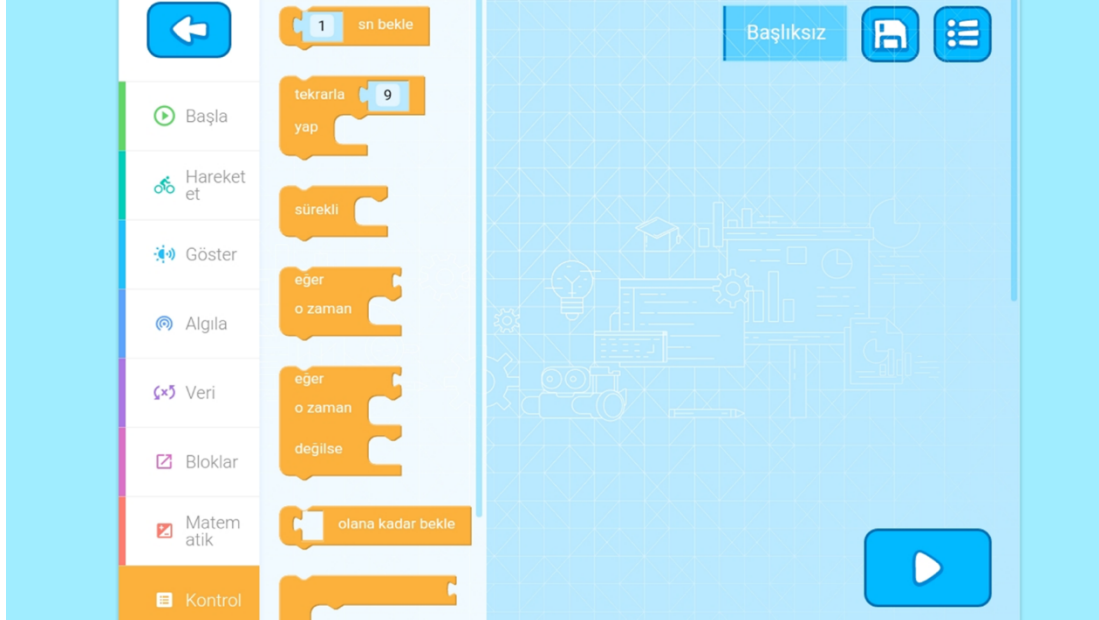 Başla
Hareket
et
Göster
Algıla
Veri
Bloklar
Matem
atik
Kontrol
1 sn bekle
tekrarla 9
yap
sürekli
eğer
o zaman
eğer
o zaman
değilse
olana kadar bekle
Başlıksız